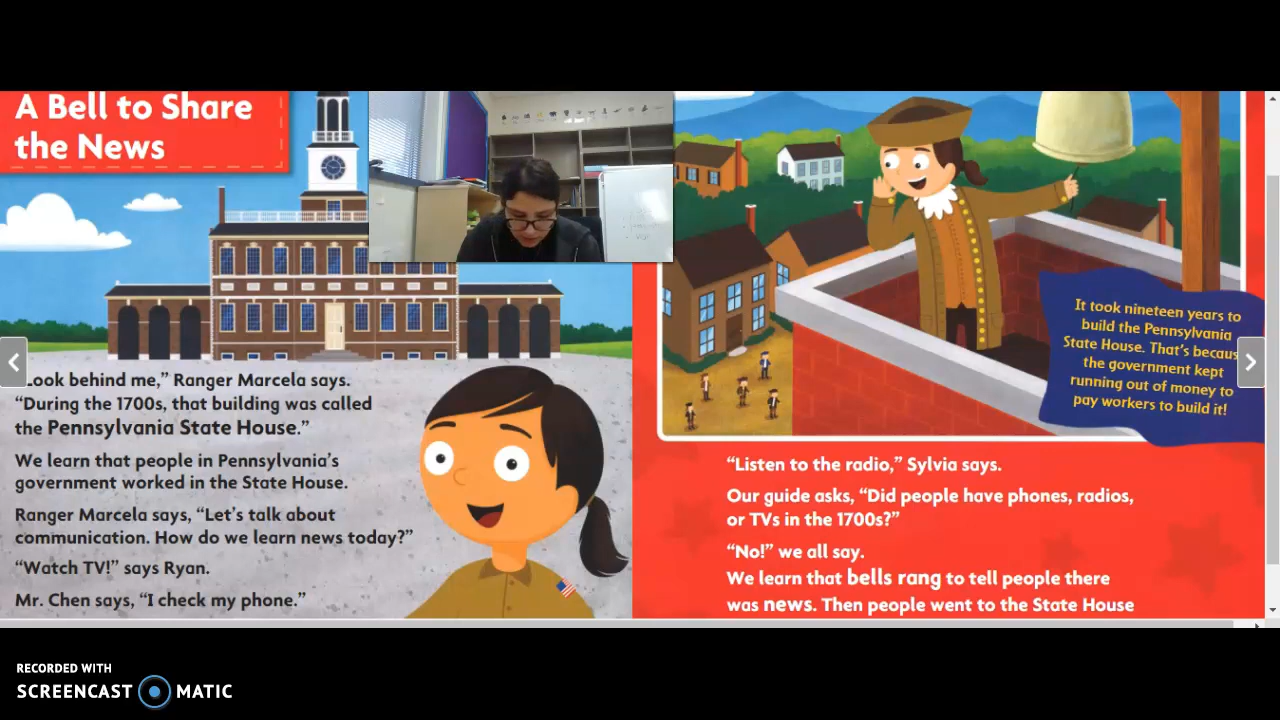 A Bell to Share
the News
Look behind me,” Ranger Marcela says.
“During the 1700s, that building was called
the Pennsylvania State House.”
We learn that people in Pennsylvania’s
government worked in the State House.
Ranger Marcela says, “Let’s talk about
communication. How do we learn news today?”
“Watch TV!” says Ryan.
Mr. Chen says, “I check my phone.”
It took nineteen years to
build the Pennsylvania
State House. That’s becaus
the government kept
running out of money to
pay workers to build it!
“Listen to the radio,” Sylvia says.
Our guide asks, “Did people have phones, radios,
or TVs in the 1700s?”
“No!” we all say.
We learn that bells rang to tell people there
was news. Then people went to the State House
RECORDED WITH
SCREENCAST MATIC